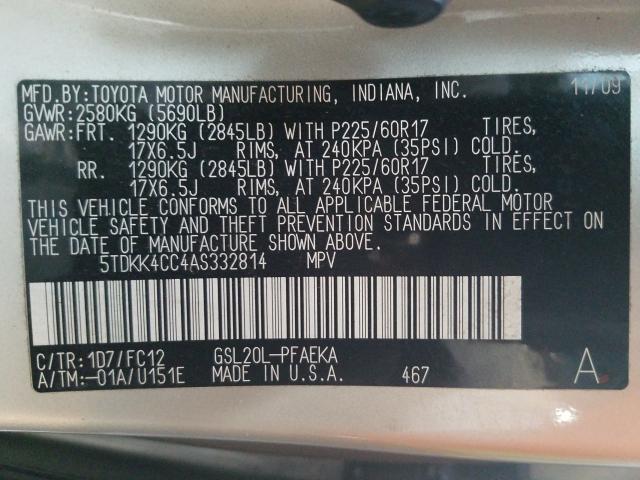 MFD.BY:TOYOTA MOTOR MANUFACTURING, INDIANA, INC. 11/09
GVWR:2580KG (5690LB)
GAWR:FRT. 1290KG (2845LB) WITH P225/60R17 TIRES,
17X6.5J RIMS, AT 240KPA (35PSI) COLD.
RR. 1290KG (2845LB) WITH P225/60R17 TIRES,
17X6.5J RIMS, AT 240KPA (35PSI) COLD.
THIS VEHICLE CONFORMS TO ALL APPLICABLE FEDERAL MOTOR
VEHICLE SAFETY AND THEFT PREVENTION STANDARDS IN EFFECT ON
THE DATE OF MANUFACTURE SHOWN ABOVE.
5TDKK4CC4AS332814 MPV
C/TR:1D7/FC12 GSL20L-PFAEKA
A/TM:-01A/U151E MADE IN U.S.A. 467 A